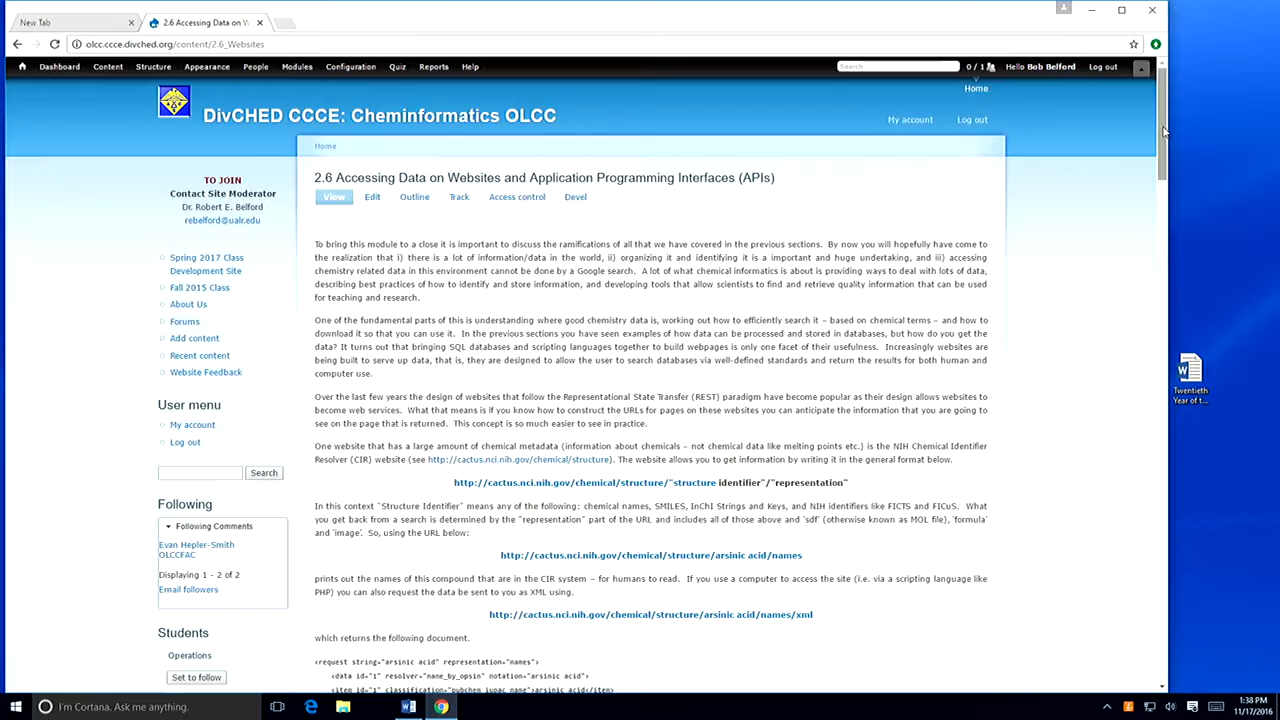 New Tab
2.6 Accessing Data on W
olcc.ccce.divched.org/content/2.6_Websites
Dashboard Content Structure Appearance People Modules Configuration Quiz Reports Help
Search
0 / 1
Hello Bob Belford Log out
Home
DivCHED CCCE: Cheminformatics OLCC
My account Log out
Home
TO JOIN
Contact Site Moderator
Dr. Robert E. Belford
rebelford@ualr.edu
Spring 2017 Class
Development Site
Fall 2015 Class
About Us
Forums
Add content
Recent content
Website Feedback
User menu
My account
Log out
Search
Following
Following Comments
Evan Hepler-Smith
OLCCFAC
Displaying 1 - 2 of 2
Email followers
Students
Operations
Set to follow
2.6 Accessing Data on Websites and Application Programming Interfaces (APIs)
View Edit Outline Track Access control Devel
To bring this module to a close it is important to discuss the ramifications of all that we have covered in the previous sections. By now you will hopefully have come to
the realization that i) there is a lot of information/data in the world, ii) organizing it and identifying it is a important and huge undertaking, and iii) accessing
chemistry related data in this environment cannot be done by a Google search. A lot of what chemical informatics is about is providing ways to deal with lots of data,
describing best practices of how to identify and store information, and developing tools that allow scientists to find and retrieve quality information that can be used
for teaching and research.
One of the fundamental parts of this is understanding where good chemistry data is, working out how to efficiently search it – based on chemical terms – and how to
download it so that you can use it. In the previous sections you have seen examples of how data can be processed and stored in databases, but how do you get the
data? It turns out that bringing SQL databases and scripting languages together to build webpages is only one facet of their usefulness. Increasingly websites are
being built to serve up data, that is, they are designed to allow the user to search databases via well-defined standards and return the results for both human and
computer use.
Over the last few years the design of websites that follow the Representational State Transfer (REST) paradigm have become popular as their design allows websites to
become web services. What that means is if you know how to construct the URLs for pages on these websites you can anticipate the information that you are going to
see on the page that is returned. This concept is so much easier to see in practice.
One website that has a large amount of chemical metadata (information about chemicals – not chemical data like melting points etc.) is the NIH Chemical Identifier
Resolver (CIR) website (see http://cactus.nci.nih.gov/chemical/structure). The website allows you to get information by writing it in the general format below.
http://cactus.nci.nih.gov/chemical/structure/"structure identifier"/"representation"
In this context "Structure Identifier" means any of the following: chemical names, SMILES, InChI Strings and Keys, and NIH identifiers like FICTS and FICuS. What
you get back from a search is determined by the "representation" part of the URL and includes all of those above and 'sdf' (otherwise known as MOL file), 'formula'
and 'image'. So, using the URL below:
http://cactus.nci.nih.gov/chemical/structure/arsinic acid/names
prints out the names of this compound that are in the CIR system – for humans to read. If you use a computer to access the site (i.e. via a scripting language like
PHP) you can also request the data be sent to you as XML using.
http://cactus.nci.nih.gov/chemical/structure/arsinic acid/names/xml
which returns the following document.
<request string="arsinic acid" representation="names">
<data id="1" resolver="name_by_opsin" notation="arsinic acid">
<item id="1" classification="pubchem_iupac_name">arsinic acid</item>
Twentieth
Year of t...
I'm Cortana. Ask me anything.
1:38 PM
11/17/2016